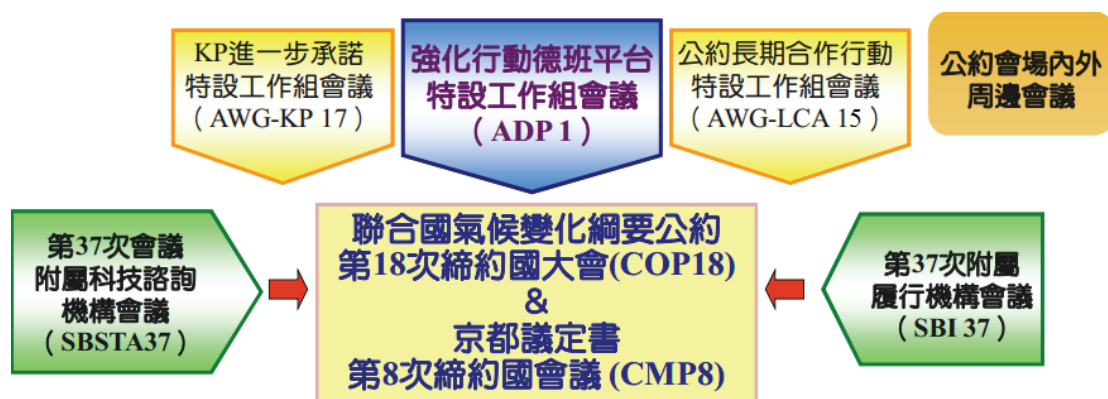 KP進一步承諾
特設工作組會議
（AWG-KP 17）
強化行動德班平台
特設工作組會議
（ADP 1）
公約長期合作行動
特設工作組會議
（AWG-LCA 15）
公約會場內外
周邊會議
第37次會議
附屬科技諮詢
機構會議
（SBSTA37）
聯合國氣候變化綱要公約
第18次締約國大會(COP18)
&
京都議定書
第8次締約國會議 (CMP8)
第37次附屬
履行機構會議
（SBI 37）